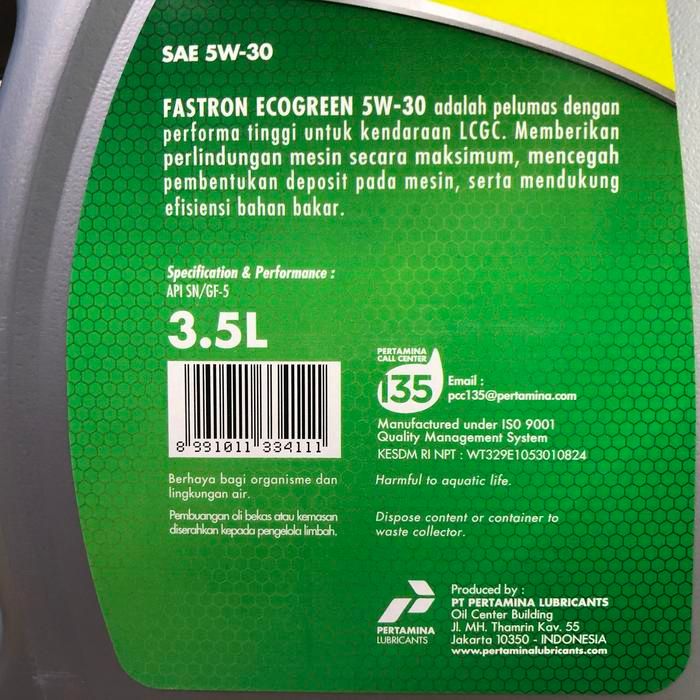 SAE 5W-30
FASTRON ECOGREEN 5W-30 adalah pelumas dengan
performa tinggi untuk kendaraan LCGC. Memberikan
perlindungan mesin secara maksimum, mencegah
pembentukan deposit pada mesin, serta mendukung
efisiensi bahan bakar.
Specification & Performance :
API SN/GF-5
3.5L
8 991011 334111
PERTAMINA
CALL CENTER
135
Email :
pcc135@pertamina.com
Manufactured under ISO 9001
Quality Management System
KESDM RI NPT : WT329E1053010824
Berhaya bagi organisme dan
lingkungan air.
Harmful to aquatic life.
Pembuangan oli bekas atau kemasan
diserahkan kepada pengelola limbah.
Dispose content or container to
waste collector.
PERTAMINA
LUBRICANTS
Produced by :
PT PERTAMINA LUBRICANTS
Oil Center Building
Jl. MH. Thamrin Kav. 55
Jakarta 10350 - INDONESIA
www.pertaminalubricants.com